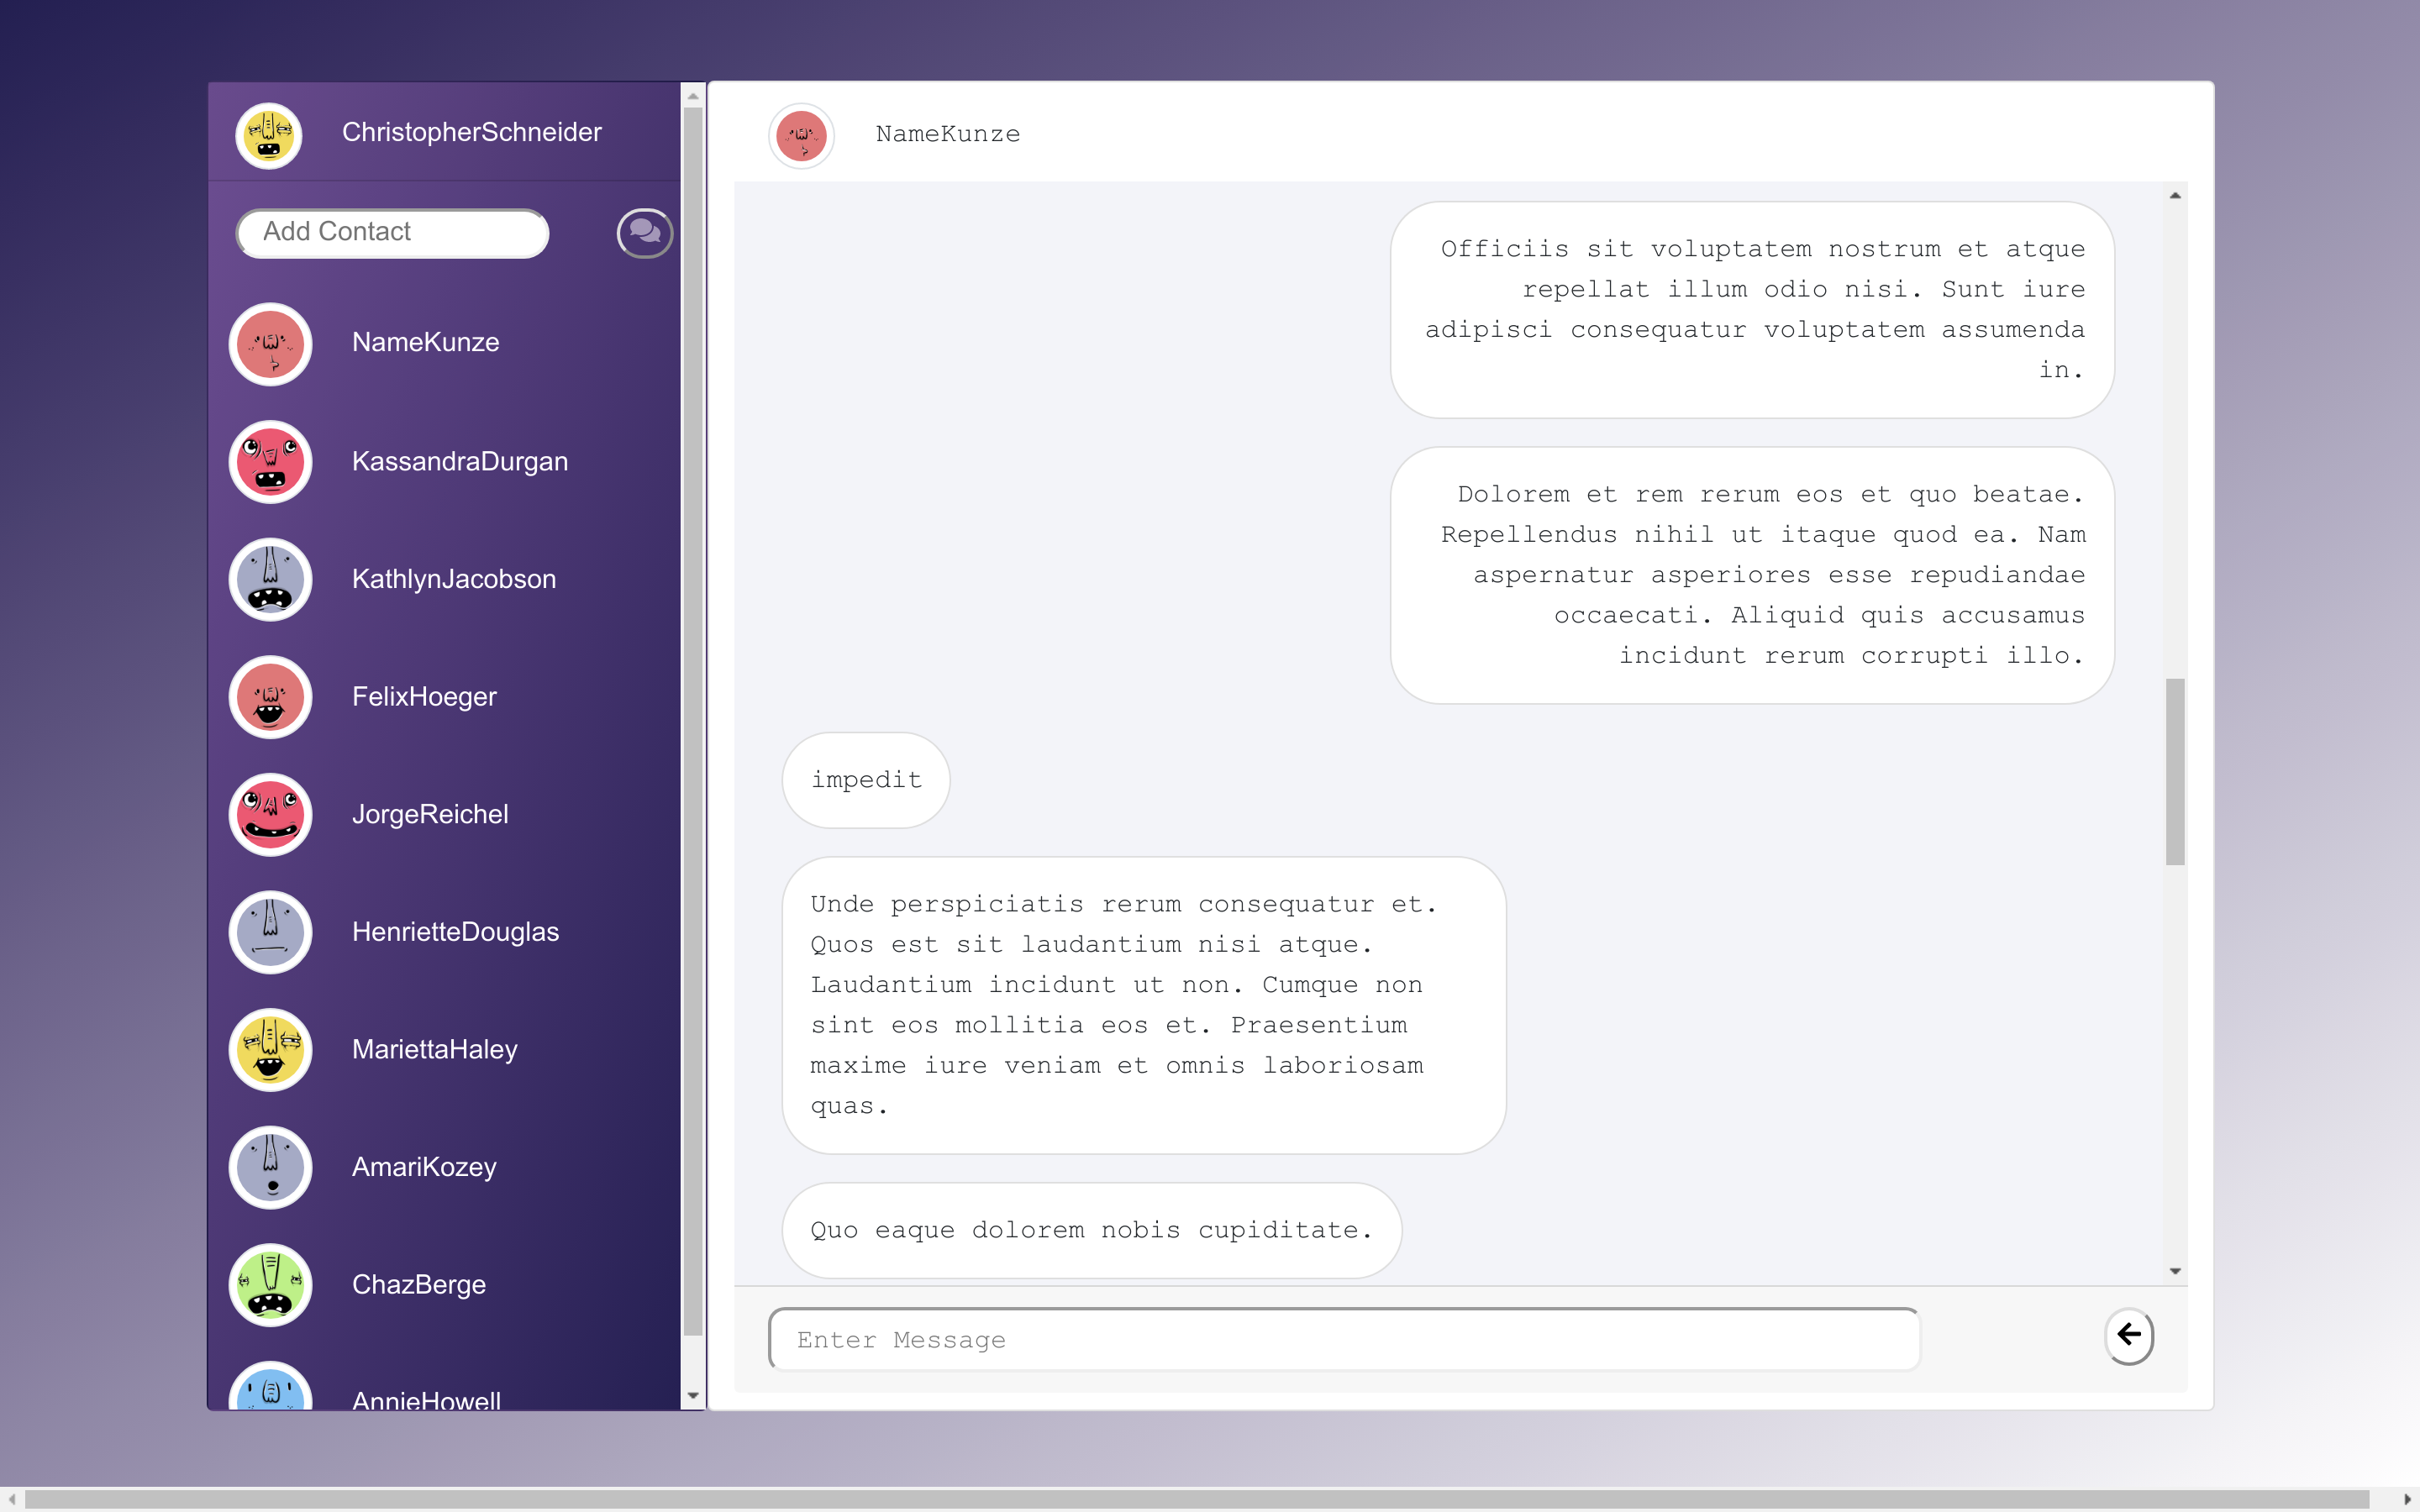 ChristopherSchneider
Add Contact
NameKunze
KassandraDurgan
KathlynJacobson
FelixHoeger
JorgeReichel
HenrietteDouglas
MariettaHaley
AmariKozey
ChazBerge
AnnieHowell
NameKunze
Officiis sit voluptatem nostrum et atque
repellat illum odio nisi. Sunt iure
adipisci consequatur voluptatem assumenda
in.
Dolorem et rem rerum eos et quo beatae.
Repellendus nihil ut itaque quod ea. Nam
aspernatur asperiores esse repudiandae
occaecati. Aliquid quis accusamus
incidunt rerum corrupti illo.
impedit
Unde perspiciatis rerum consequatur et.
Quos est sit laudantium nisi atque.
Laudantium incidunt ut non. Cumque non
sint eos mollitia eos et. Praesentium
maxime iure veniam et omnis laboriosam
quas.
Quo eaque dolorem nobis cupiditate.
Enter Message